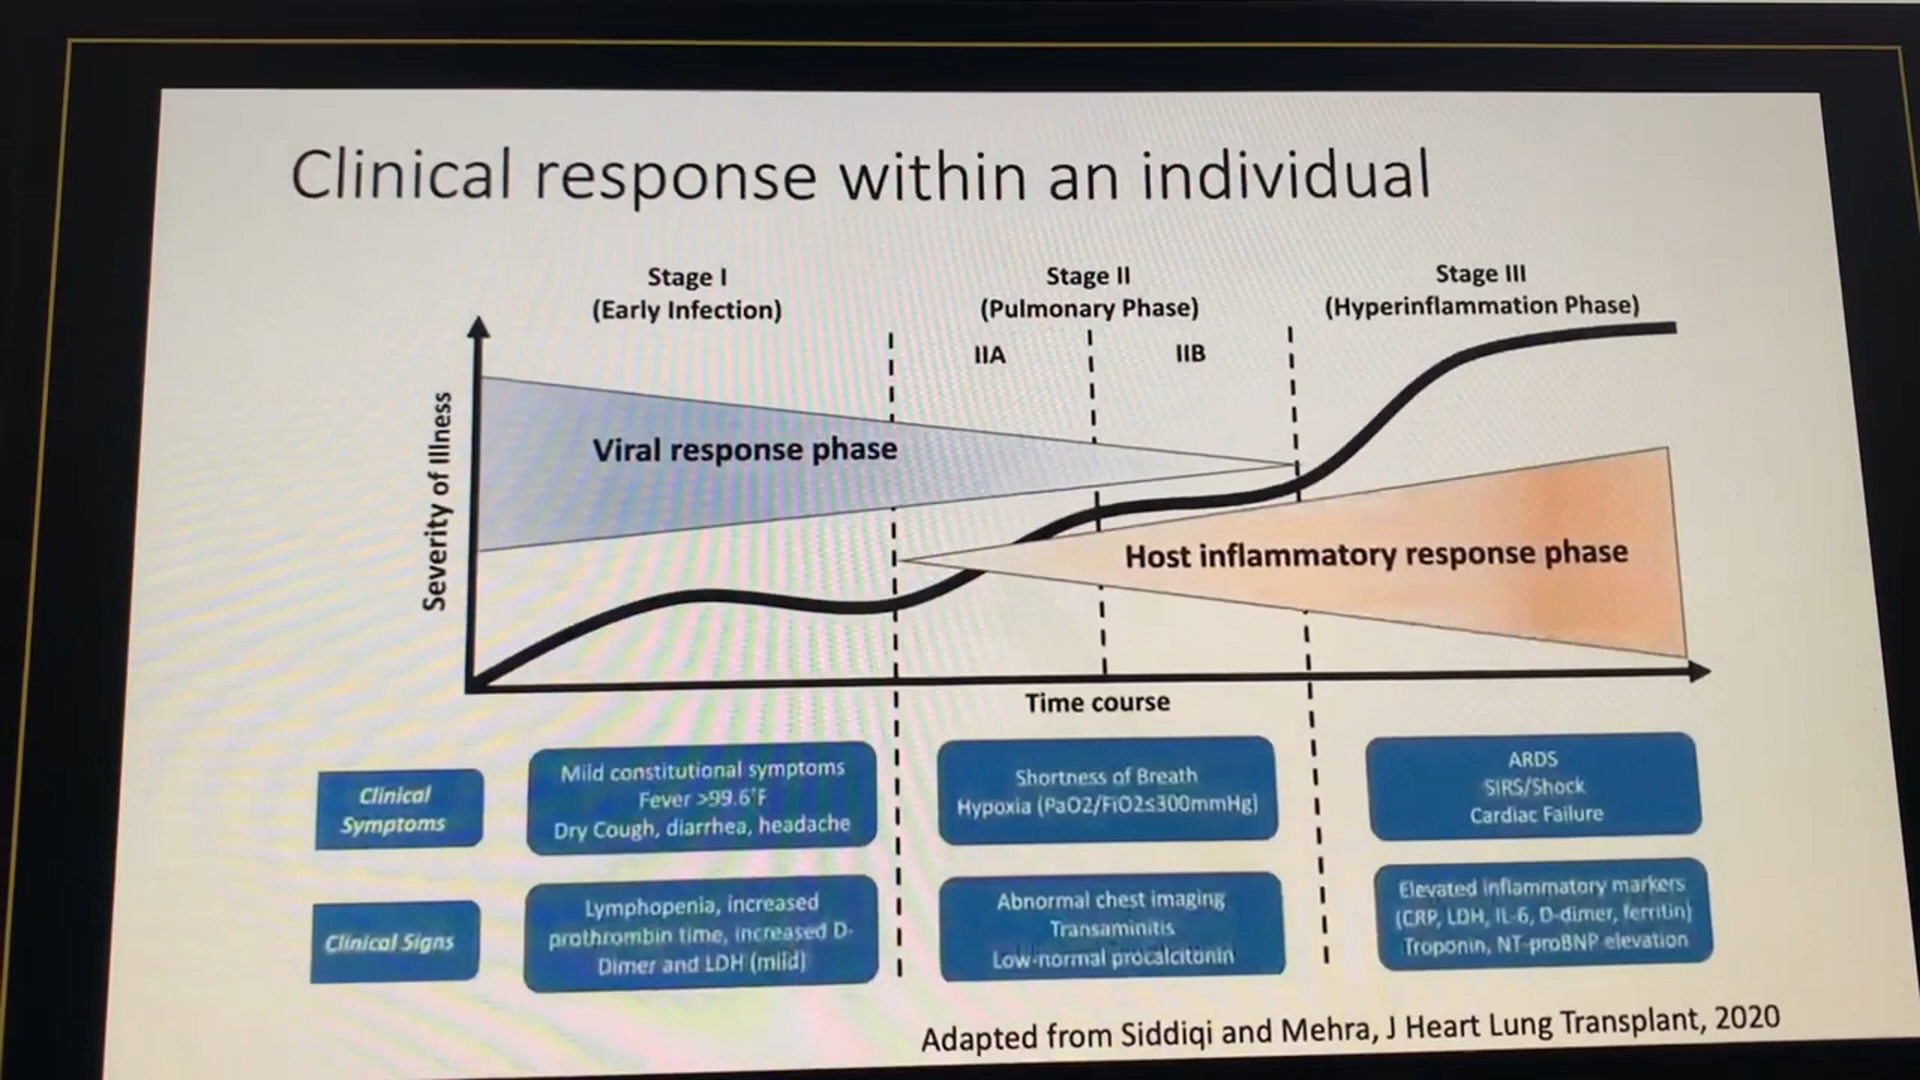 Clinical response within an individual
Stage I
(Early Infection)
Stage II
(Pulmonary Phase)
Stage III
(Hyperinflammation Phase)
IIA
IIB
Severity of Illness
Viral response phase
Host inflammatory response phase
Time course
Clinical
Symptoms
Mild constitutional symptoms
Fever >99.6°F
Dry Cough, diarrhea, headache
Shortness of Breath
Hypoxia (PaO2/FiO2≤300mmHg)
ARDS
SIRS/Shock
Cardiac Failure
Clinical Signs
Lymphopenia, increased
prothrombin time, increased D-
Dimer and LDH (mild)
Abnormal chest imaging
Transaminitis
Low-normal procalcitonin
Elevated inflammatory markers
(CRP, LDH, IL-6, D-dimer, ferritin)
Troponin, NT-proBNP elevation
Adapted from Siddiqi and Mehra, J Heart Lung Transplant, 2020